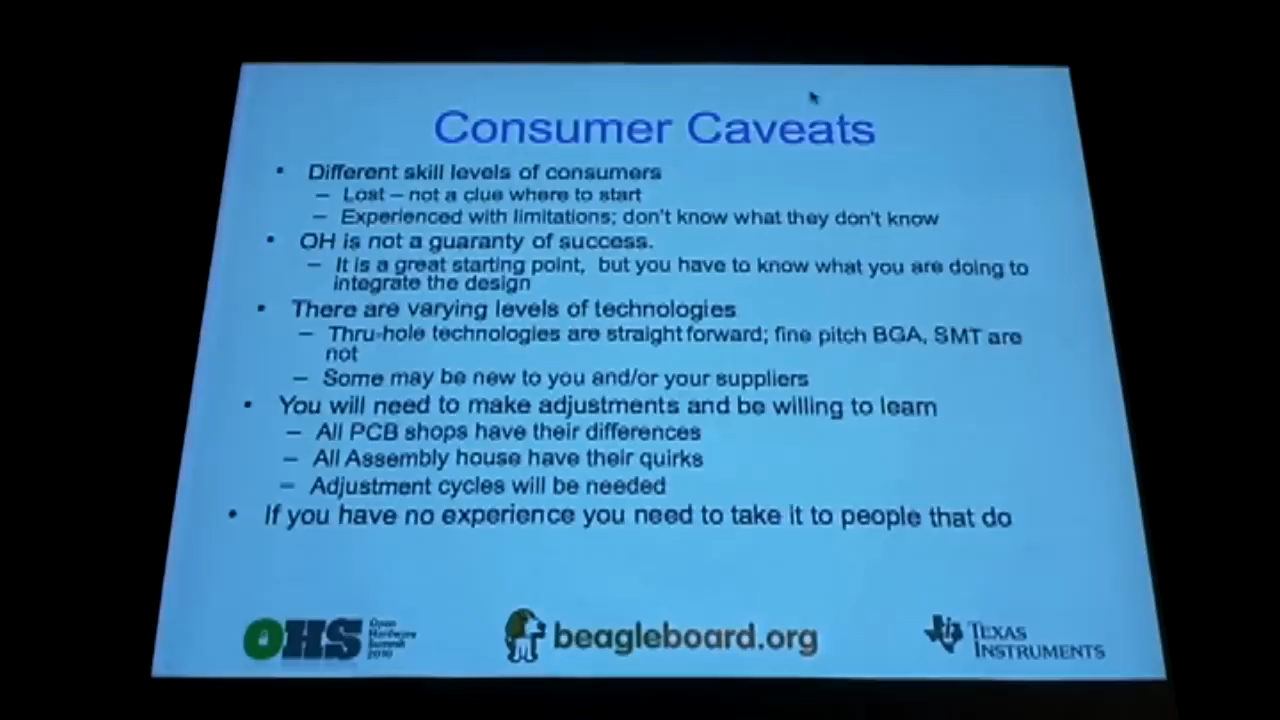 Consumer Caveats
• Different skill levels of consumers
– Lost – not a clue where to start
– Experienced with limitations; don't know what they don't know
• OH is not a guaranty of success.
– It is a great starting point, but you have to know what you are doing to
integrate the design
• There are varying levels of technologies
– Thru-hole technologies are straight forward; fine pitch BGA, SMT are
not
– Some may be new to you and/or your suppliers
• You will need to make adjustments and be willing to learn
– All PCB shops have their differences
– All Assembly house have their quirks
– Adjustment cycles will be needed
• If you have no experience you need to take it to people that do
OHS
Open
Hardware
Summit
2010
beagleboard.org
TEXAS
INSTRUMENTS